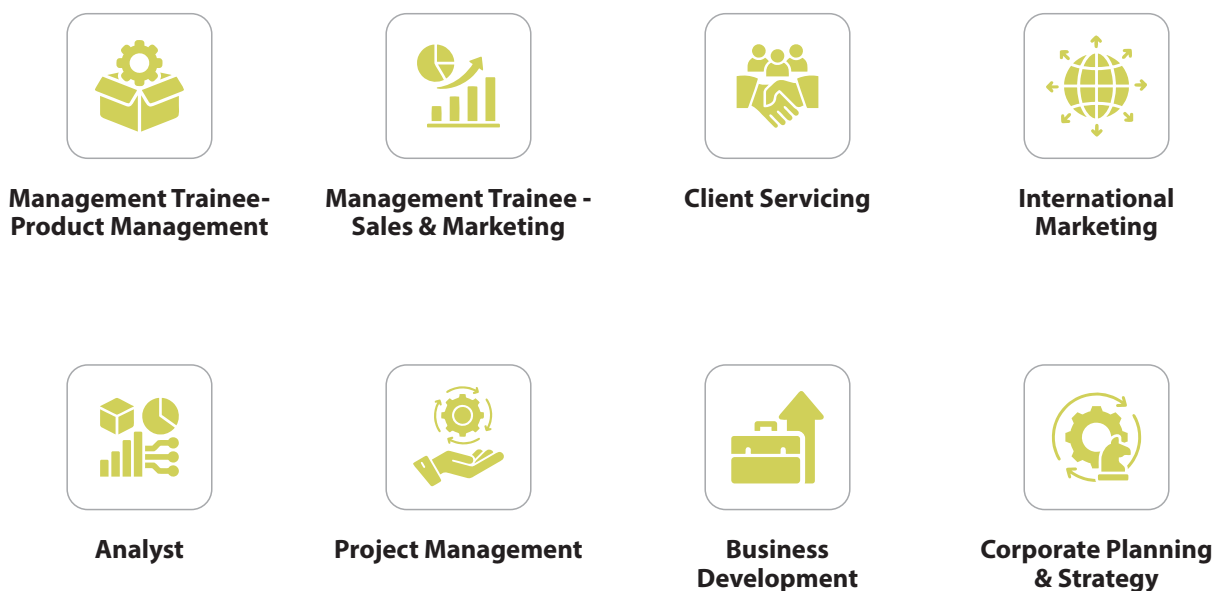 Management Trainee-
Product Management
Management Trainee -
Sales & Marketing
Client Servicing
International
Marketing
Analyst
Project Management
Business
Development
Corporate Planning
& Strategy